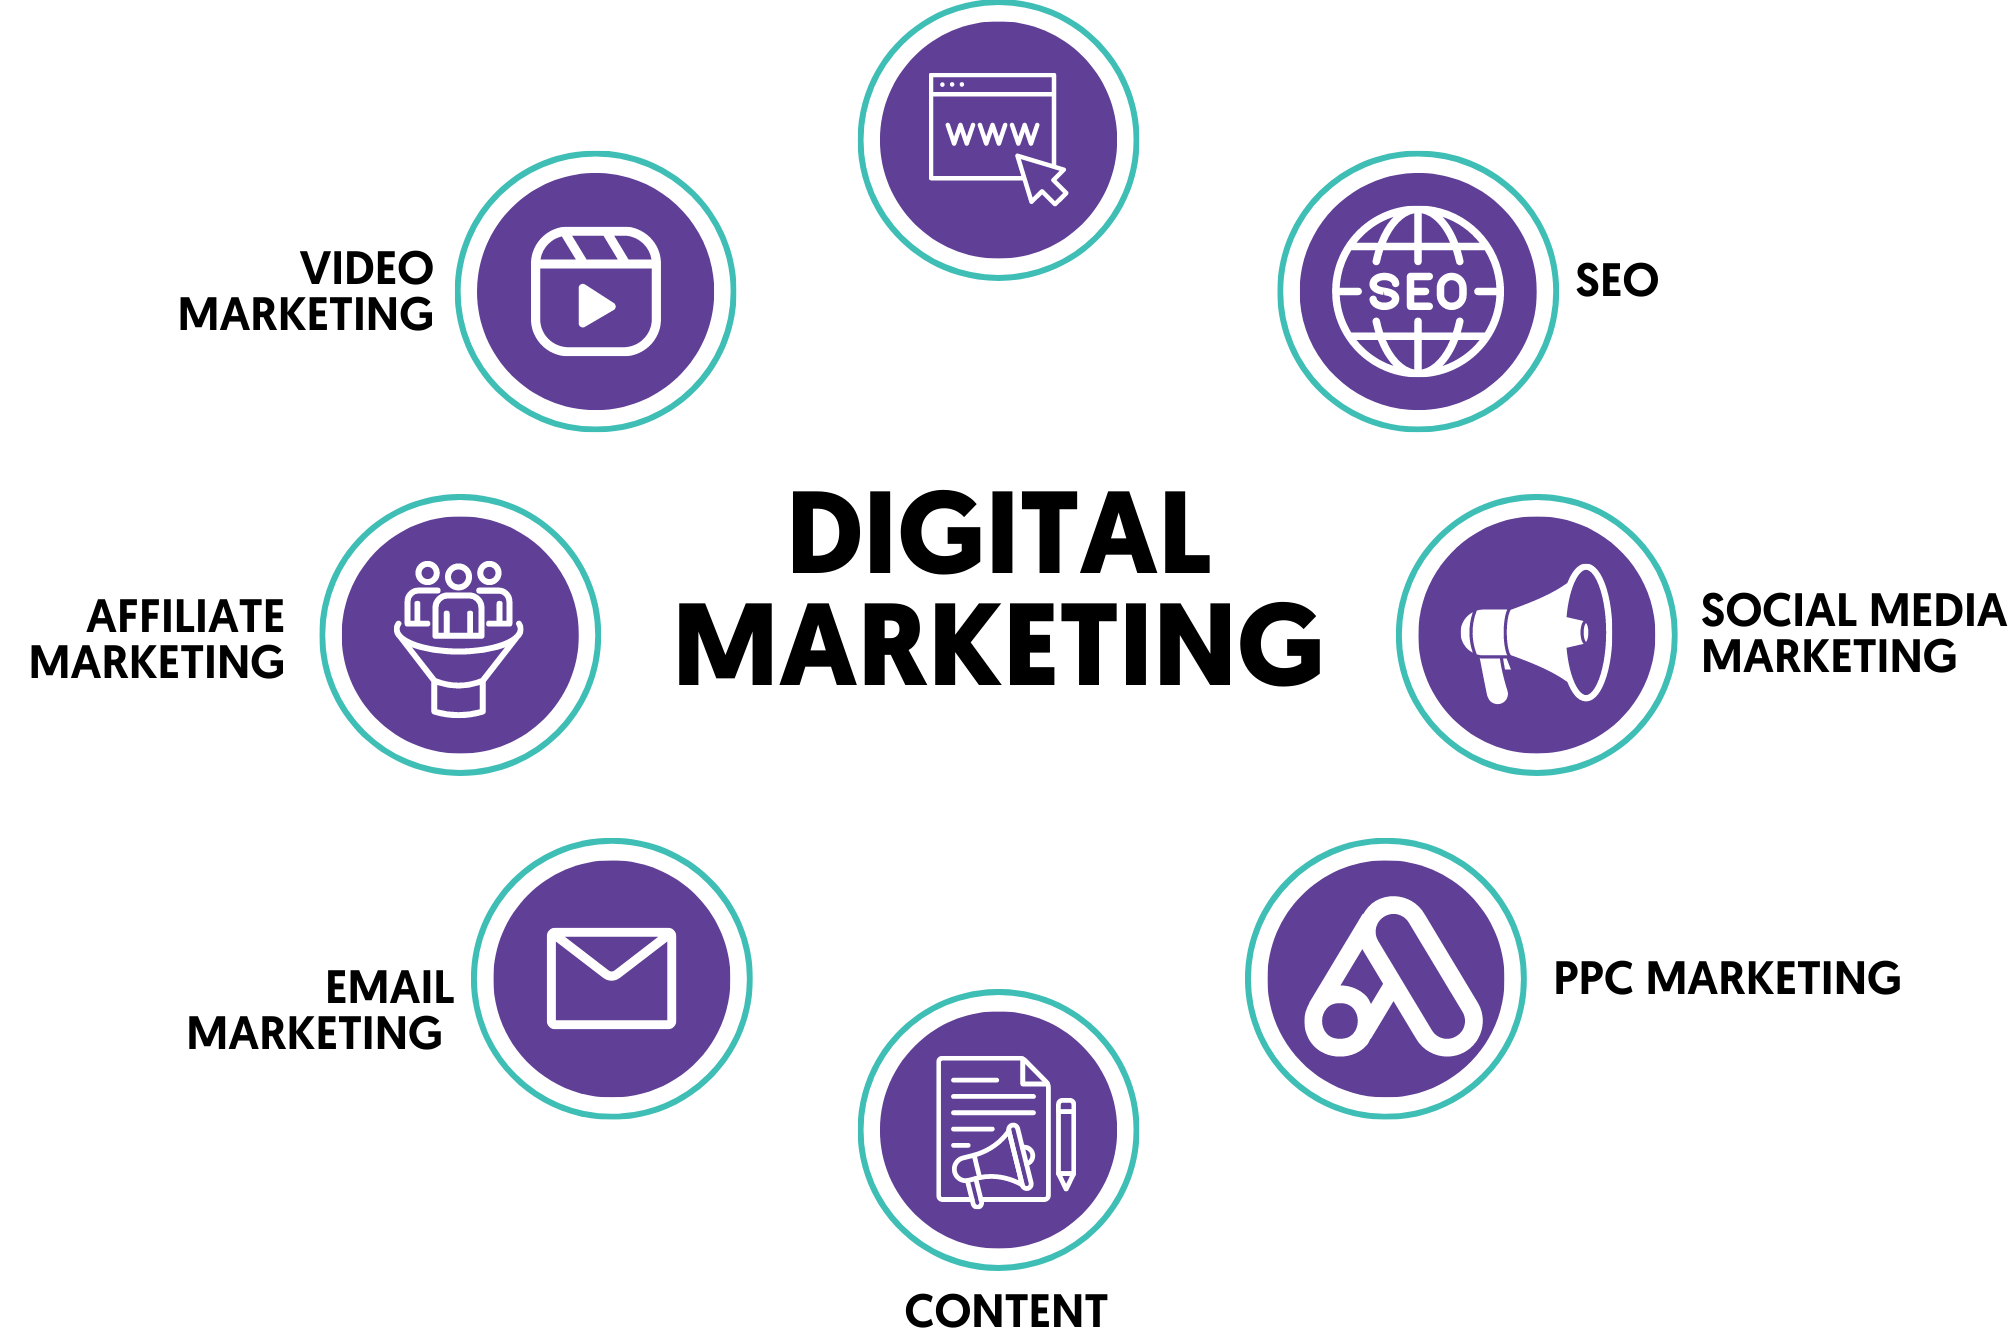 WWW
VIDEO
MARKETING
SEO
SEO
DIGITAL
MARKETING
AFFILIATE
MARKETING
SOCIAL MEDIA
MARKETING
EMAIL
MARKETING
PPC MARKETING
CONTENT